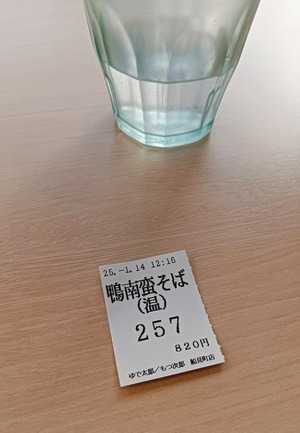 25.-1.14 12:16
鴨南蛮そば
(温)
257
820円
ゆで太郎/もつ次郎 船見町店